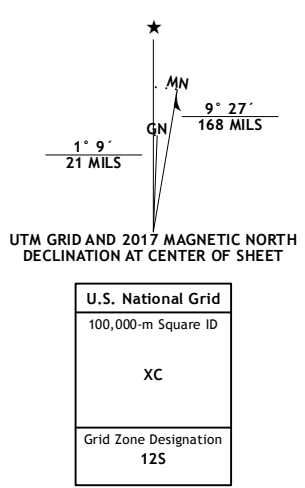 ★
MN
9° 27´
168 MILS
GN
1° 9´
21 MILS
UTM GRID AND 2017 MAGNETIC NORTH
DECLINATION AT CENTER OF SHEET
U.S. National Grid
100,000-m Square ID
XC
Grid Zone Designation
12S